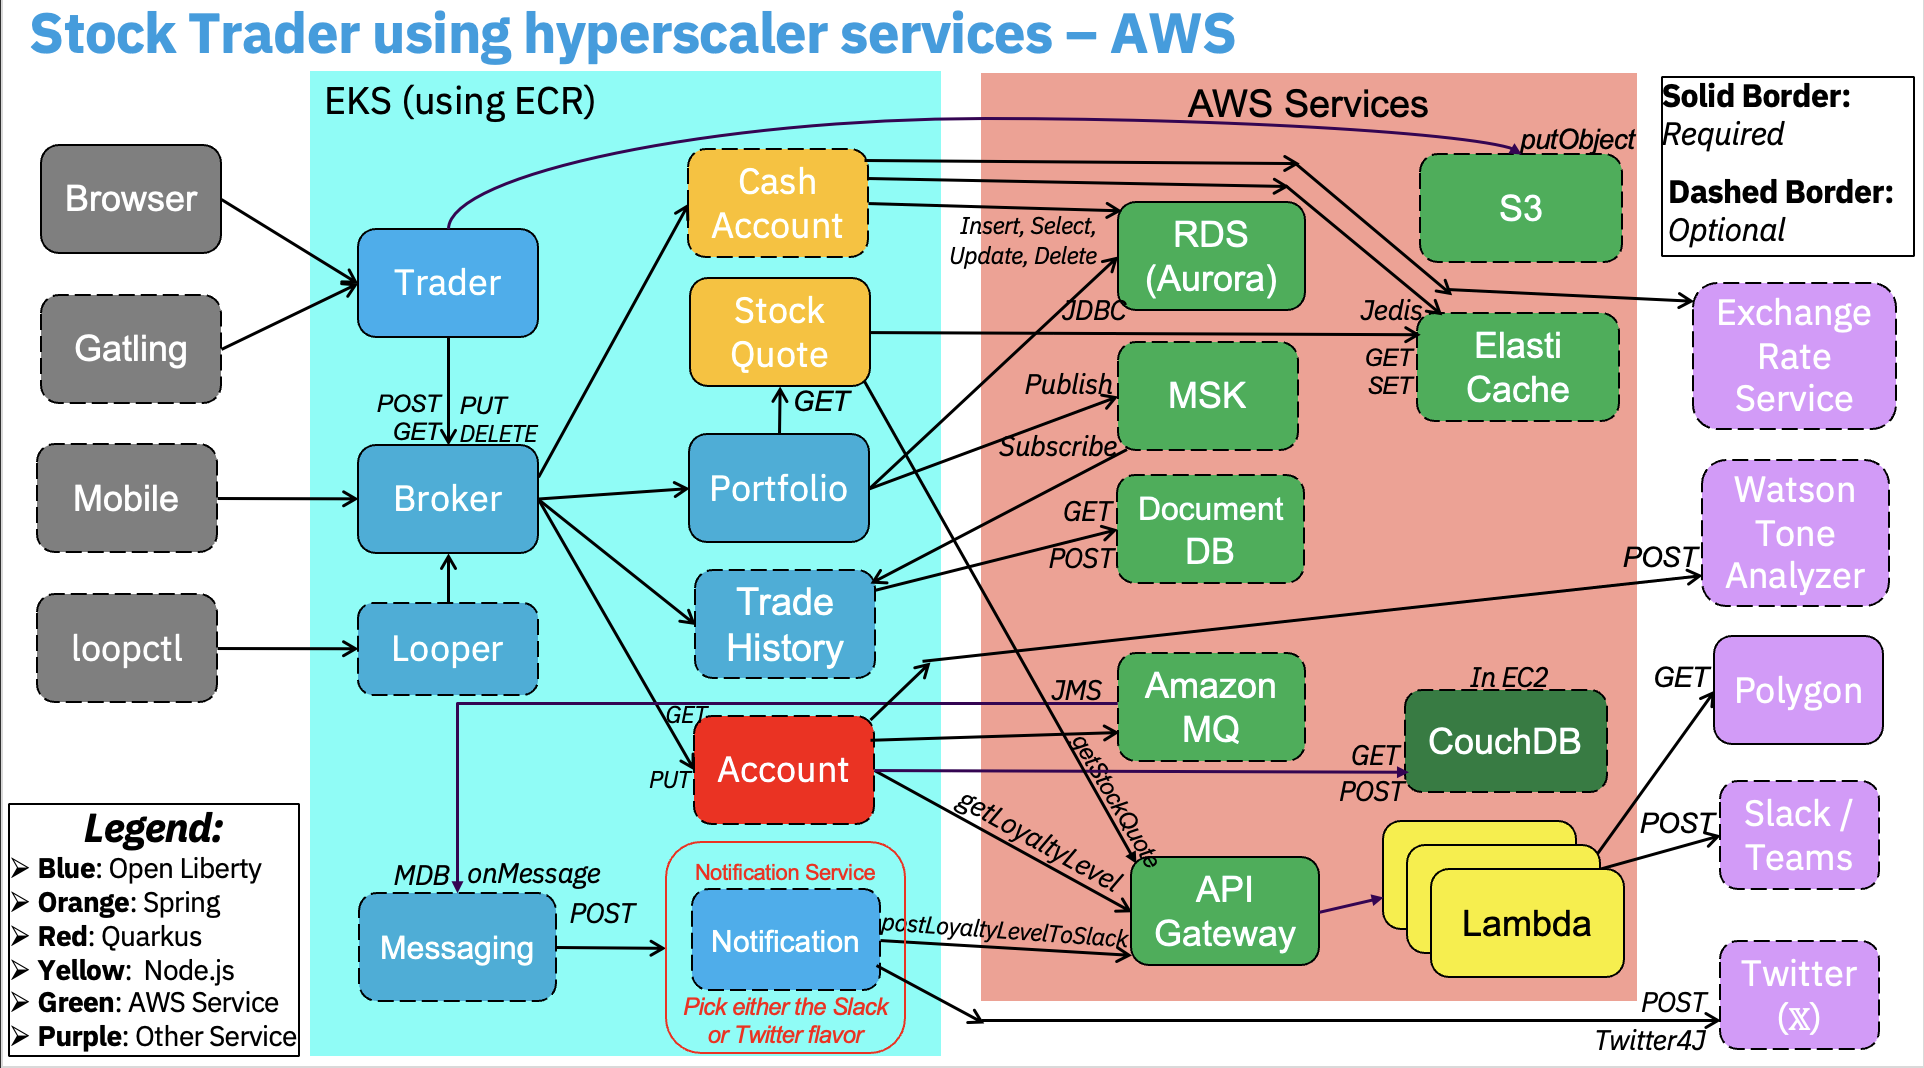 Stock Trader using hyperscaler services – AWS
EKS (using ECR)
AWS Services
Solid Border:
Required
Dashed Border:
Optional
Browser
Gatling
Mobile
loopctl
Trader
POST
GET
PUT
DELETE
Broker
Looper
Cash
Account
Stock
Quote
GET
Portfolio
Trade
History
GET
PUT
Account
MDB
onMessage
Messaging
POST
Notification Service
Notification
Pick either the Slack
or Twitter flavor
Insert, Select,
Update, Delete
JDBC
RDS
(Aurora)
putObject
S3
Jedis
GET
SET
Elasti
Cache
Publish
Subscribe
MSK
GET
POST
Document
DB
JMS
Amazon
MQ
In EC2
GET
POST
CouchDB
getStockQuote
getLoyaltyLevel
postLoyaltyLevelToSlack
API
Gateway
Lambda
Exchange
Rate
Service
POST
Watson
Tone
Analyzer
GET
Polygon
POST
Slack /
Teams
POST
Twitter4J
Twitter
(𝕏)
Legend:
➢ Blue: Open Liberty
➢ Orange: Spring
➢ Red: Quarkus
➢ Yellow: Node.js
➢ Green: AWS Service
➢ Purple: Other Service